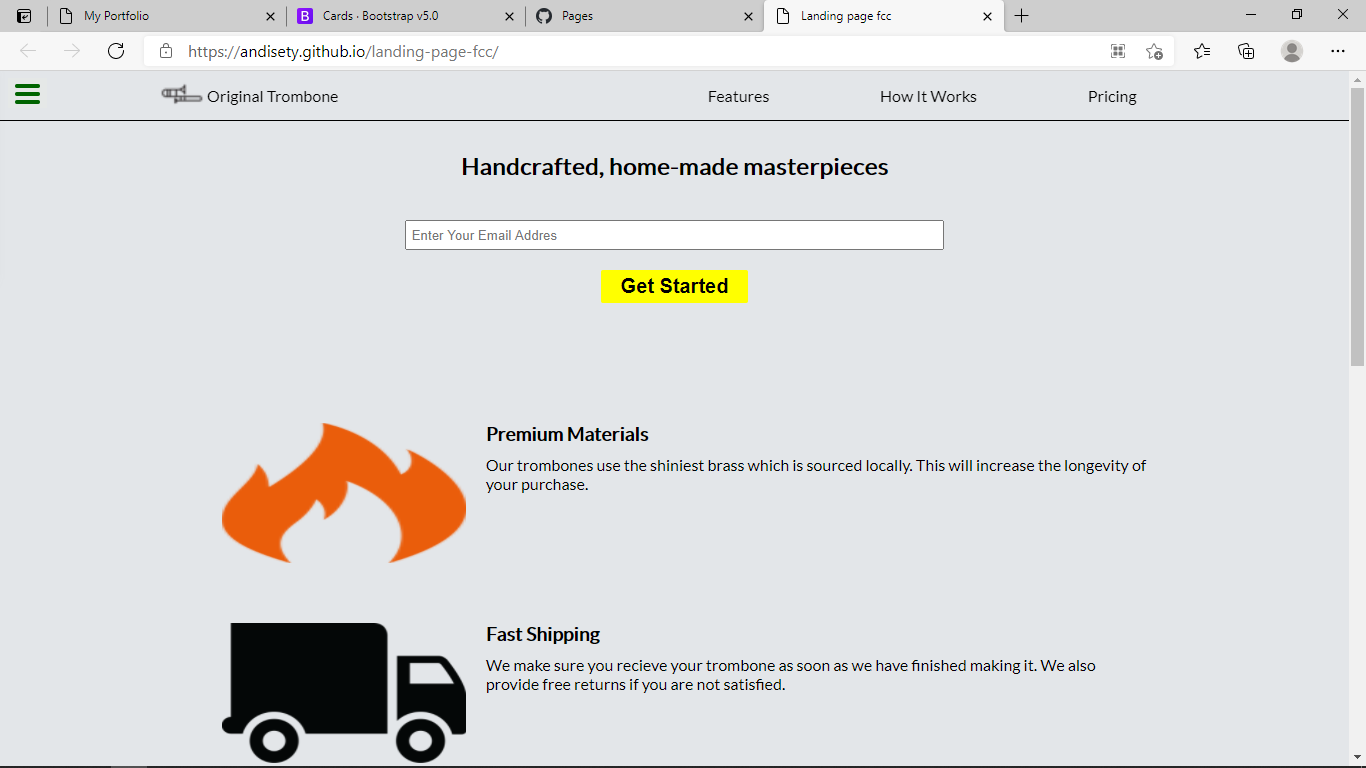 My Portfolio
Cards · Bootstrap v5.0
Pages
Landing page fcc
https://andisety.github.io/landing-page-fcc/
Original Trombone
Features
How It Works
Pricing
Handcrafted, home-made masterpieces
Enter Your Email Addres
Get Started
Premium Materials
Our trombones use the shiniest brass which is sourced locally. This will increase the longevity of
your purchase.
Fast Shipping
We make sure you recieve your trombone as soon as we have finished making it. We also
provide free returns if you are not satisfied.